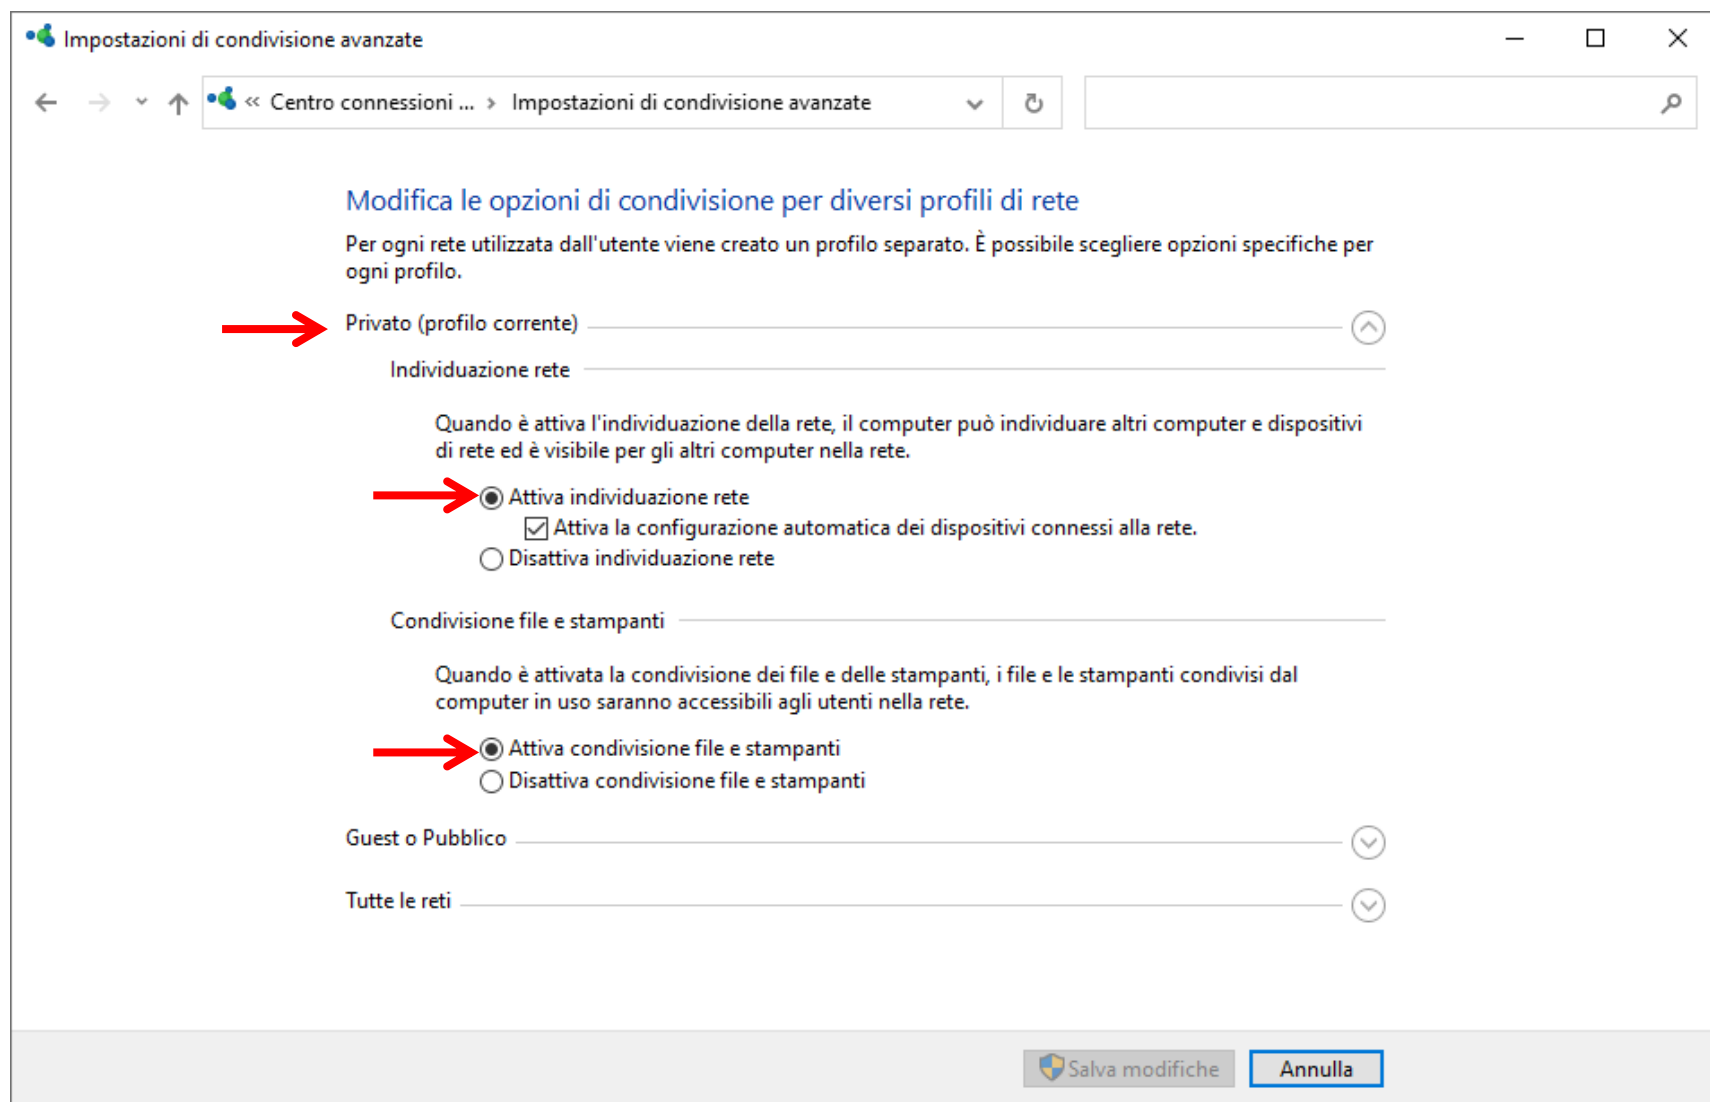 Impostazioni di condivisione avanzate
« Centro connessioni ... › Impostazioni di condivisione avanzate
Modifica le opzioni di condivisione per diversi profili di rete
Per ogni rete utilizzata dall'utente viene creato un profilo separato. È possibile scegliere opzioni specifiche per
ogni profilo.
Privato (profilo corrente)
Individuazione rete
Quando è attiva l'individuazione della rete, il computer può individuare altri computer e dispositivi
di rete ed è visibile per gli altri computer nella rete.
Attiva individuazione rete
Attiva la configurazione automatica dei dispositivi connessi alla rete.
Disattiva individuazione rete
Condivisione file e stampanti
Quando è attivata la condivisione dei file e delle stampanti, i file e le stampanti condivisi dal
computer in uso saranno accessibili agli utenti nella rete.
Attiva condivisione file e stampanti
Disattiva condivisione file e stampanti
Guest o Pubblico
Tutte le reti
Salva modifiche
Annulla